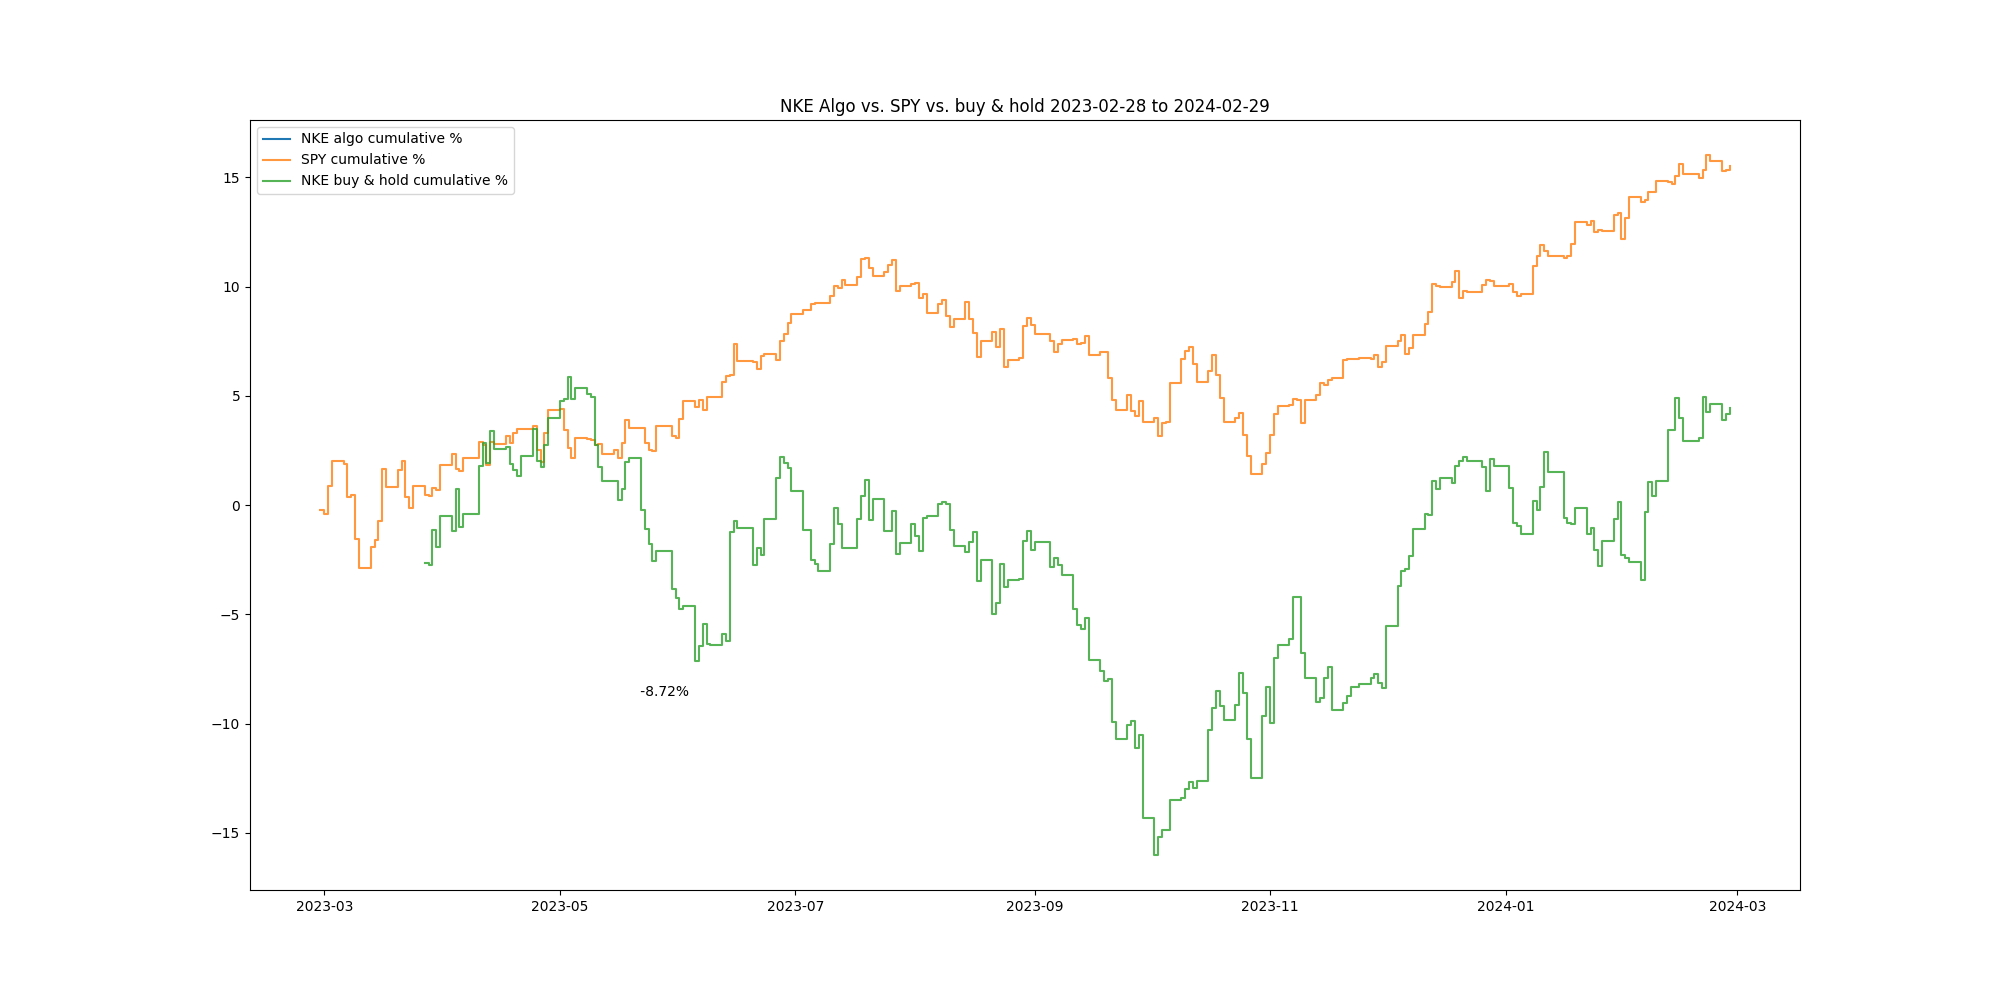 NKE Algo vs. SPY vs. buy & hold 2023-02-28 to 2024-02-29
NKE algo cumulative %
SPY cumulative %
NKE buy & hold cumulative %
15
10
5
0
−5
−10
−15
-8.72%
2023-03 2023-05 2023-07 2023-09 2023-11 2024-01 2024-03